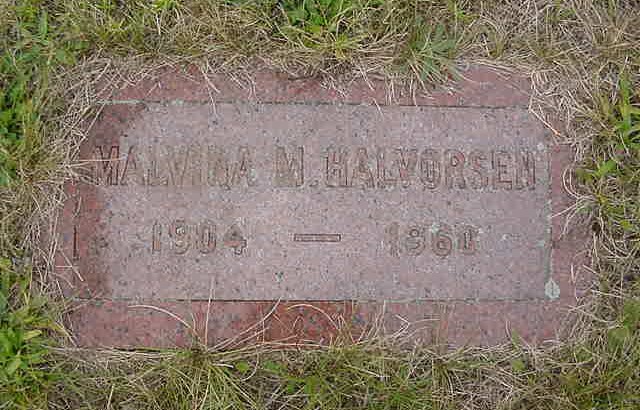 MALVINA M. HALVORSEN
1904 — 1960